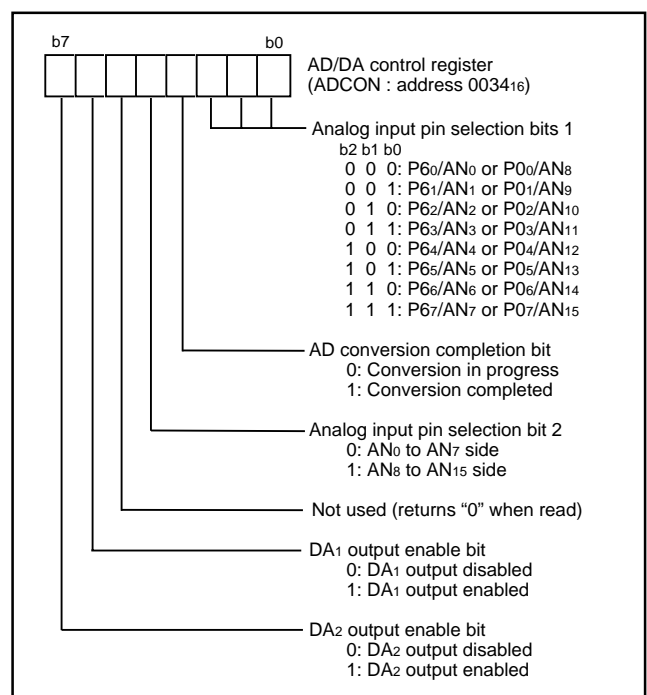 b7 b0
AD/DA control register
(ADCON : address 003416)
Analog input pin selection bits 1
b2 b1 b0
0 0 0: P60/AN0 or P00/AN8
0 0 1: P61/AN1 or P01/AN9
0 1 0: P62/AN2 or P02/AN10
0 1 1: P63/AN3 or P03/AN11
1 0 0: P64/AN4 or P04/AN12
1 0 1: P65/AN5 or P05/AN13
1 1 0: P66/AN6 or P06/AN14
1 1 1: P67/AN7 or P07/AN15
AD conversion completion bit
0: Conversion in progress
1: Conversion completed
Analog input pin selection bit 2
0: AN0 to AN7 side
1: AN8 to AN15 side
Not used (returns “0” when read)
DA1 output enable bit
0: DA1 output disabled
1: DA1 output enabled
DA2 output enable bit
0: DA2 output disabled
1: DA2 output enabled